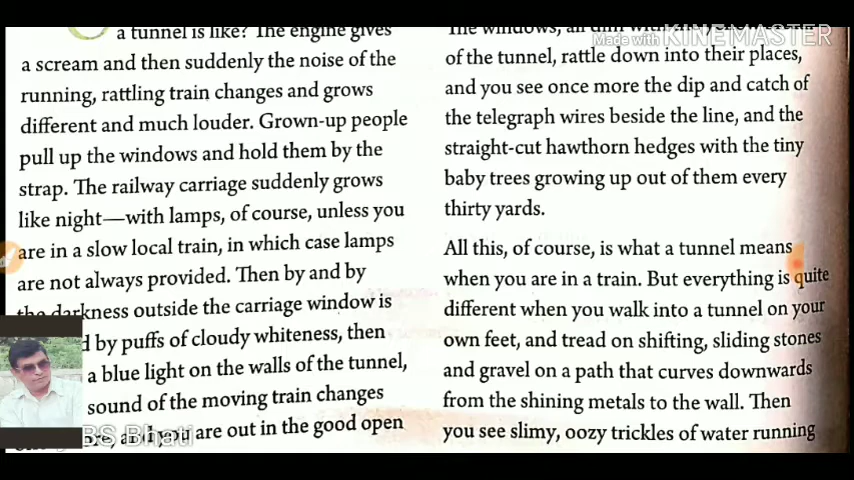 a tunnel is like? The engine gives
a scream and then suddenly the noise of the
running, rattling train changes and grows
different and much louder. Grown-up people
pull up the windows and hold them by the
strap. The railway carriage suddenly grows
like night—with lamps, of course, unless you
are in a slow local train, in which case lamps
are not always provided. Then by and by
the darkness outside the carriage window is
by puffs of cloudy whiteness, then
a blue light on the walls of the tunnel,
sound of the moving train changes
and you are out in the good open
The windows, all
of the tunnel, rattle down into their places,
and you see once more the dip and catch of
the telegraph wires beside the line, and the
straight-cut hawthorn hedges with the tiny
baby trees growing up out of them every
thirty yards.
All this, of course, is what a tunnel means
when you are in a train. But everything is quite
different when you walk into a tunnel on your
own feet, and tread on shifting, sliding stones
and gravel on a path that curves downwards
from the shining metals to the wall. Then
you see slimy, oozy trickles of water running
Made with KINEMASTER
BS Bhati